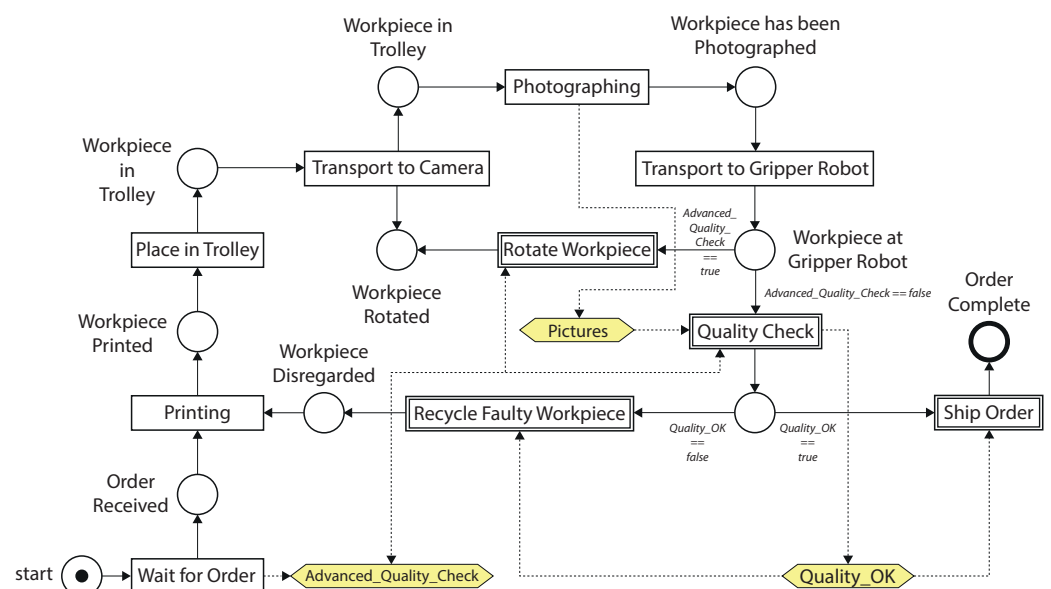 Workpiece in
Trolley
Workpiece has been
Photographed
Photographing
Workpiece
in
Trolley
Transport to Camera
Transport to Gripper Robot
Advanced_
Quality_
Check
==
true
Place in Trolley
Rotate Workpiece
Workpiece at
Gripper Robot
Workpiece
Rotated
Advanced_Quality_Check == false
Order
Complete
Workpiece
Printed
Pictures
Quality Check
Workpiece
Disregarded
Printing
Recycle Faulty Workpiece
Ship Order
Quality_OK
==
false
Quality_OK
==
true
Order
Received
start
Wait for Order
Advanced_Quality_Check
Quality_OK